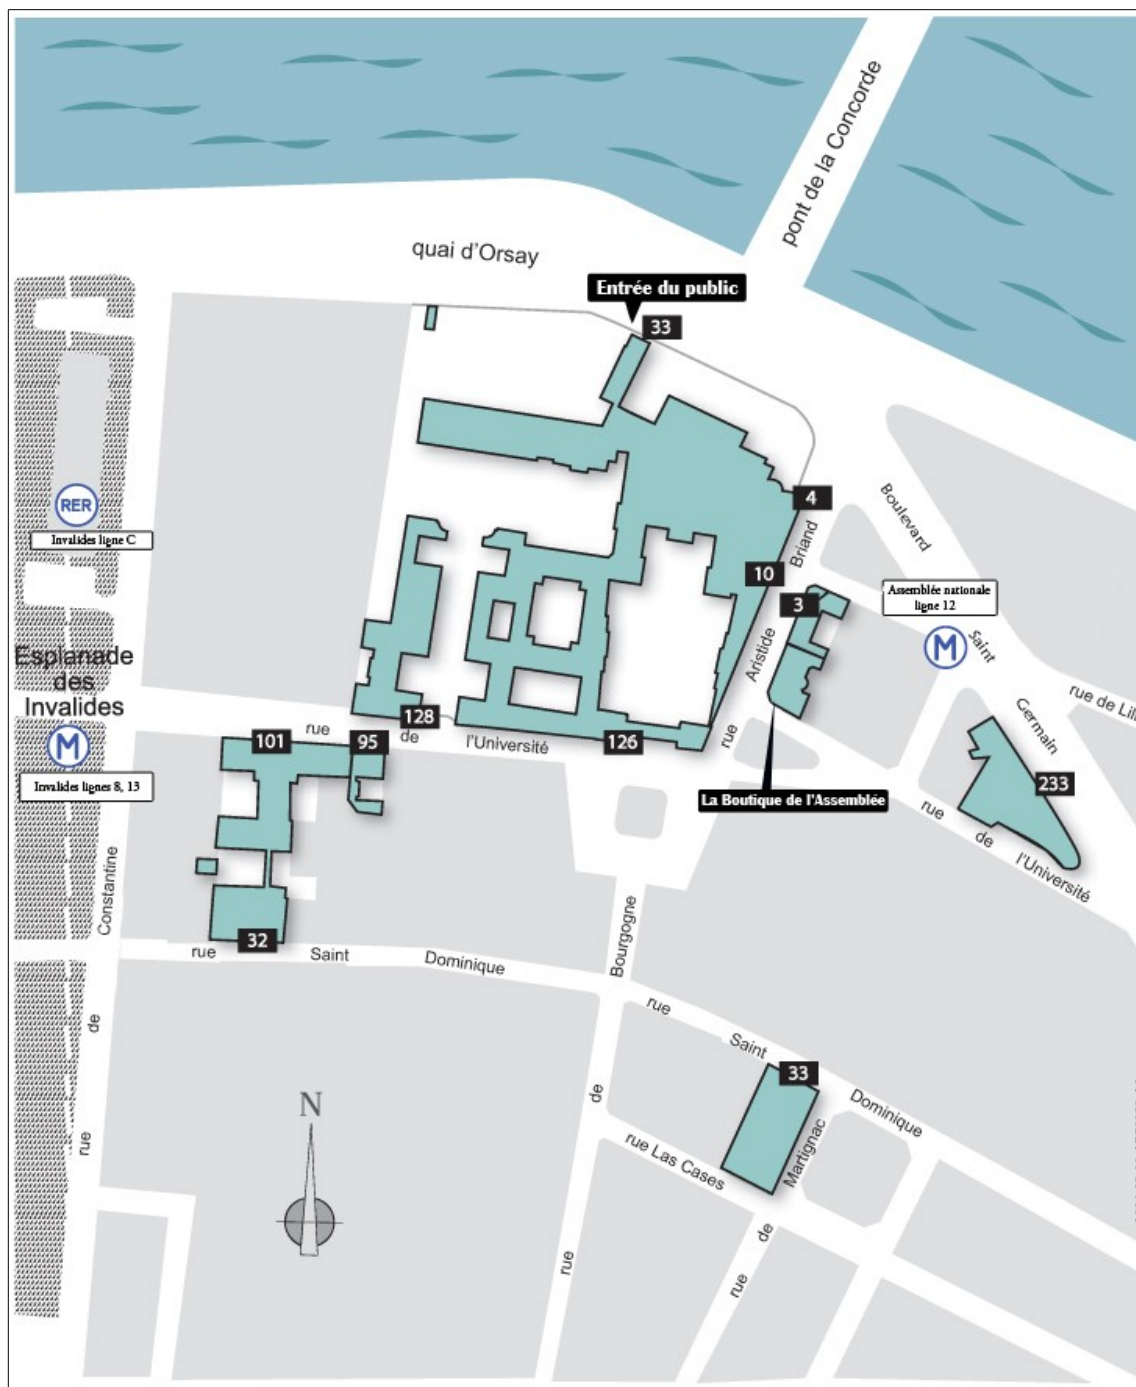 pont de la Concorde
quai d'Orsay
Entrée du public
33
RER
Invalides ligne C
4
Boulevard
Saint
Germain
10
3
rue
Aristide
Briand
Assemblée nationale
ligne 12
M
rue de Lil
Esplanade
des
Invalides
M
Invalides lignes 8, 13
128
126
101
95
rue
de
l'Université
La Boutique de l'Assemblée
233
rue
de
l'Université
32
rue
Saint
Dominique
rue
de
Constantine
rue
de
Bourgogne
rue
Saint
Dominique
33
rue Las Cases
rue
de
Martignac
N